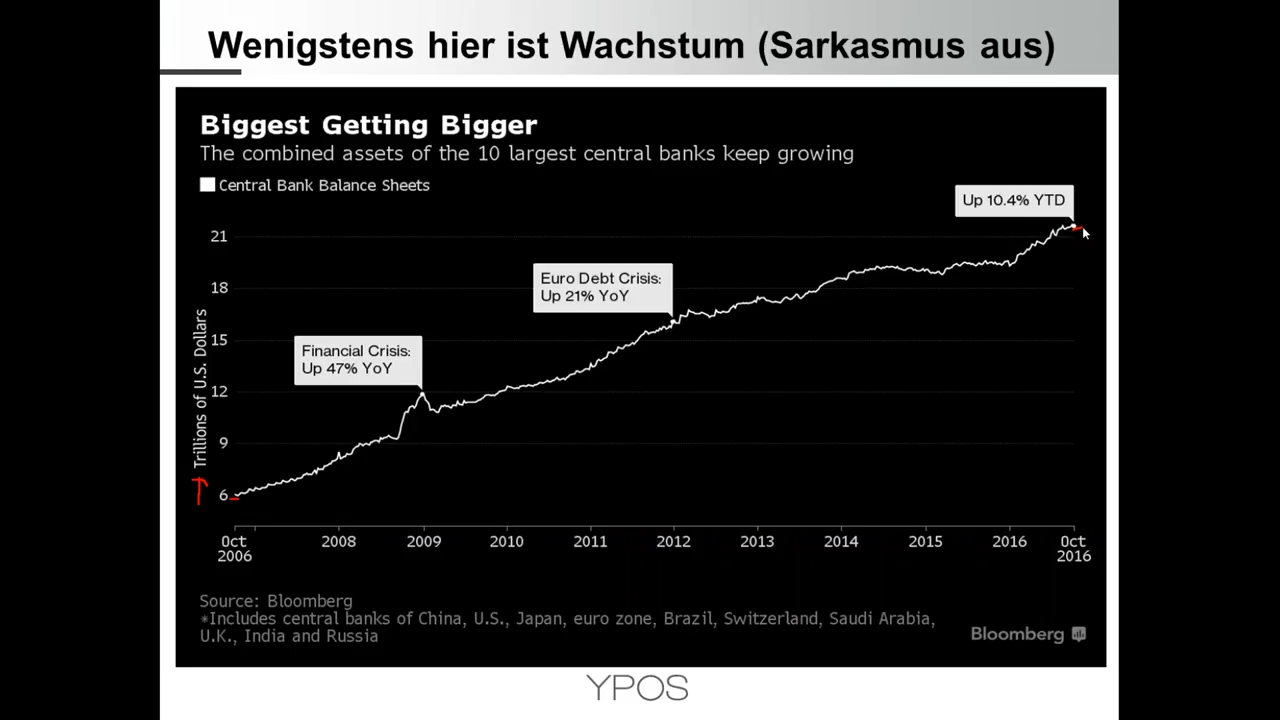 Wenigstens hier ist Wachstum (Sarkasmus aus)
Biggest Getting Bigger
The combined assets of the 10 largest central banks keep growing
Central Bank Balance Sheets
Up 10.4% YTD
Euro Debt Crisis:
Up 21% YoY
Financial Crisis:
Up 47% YoY
Trillions of U.S. Dollars
21
18
15
12
9
6
Oct 2008 2009 2010 2011 2012 2013 2014 2015 2016 Oct
2006 2016
Source: Bloomberg
*Includes central banks of China, U.S., Japan, euro zone, Brazil, Switzerland, Saudi Arabia,
U.K., India and Russia
Bloomberg
YPOS